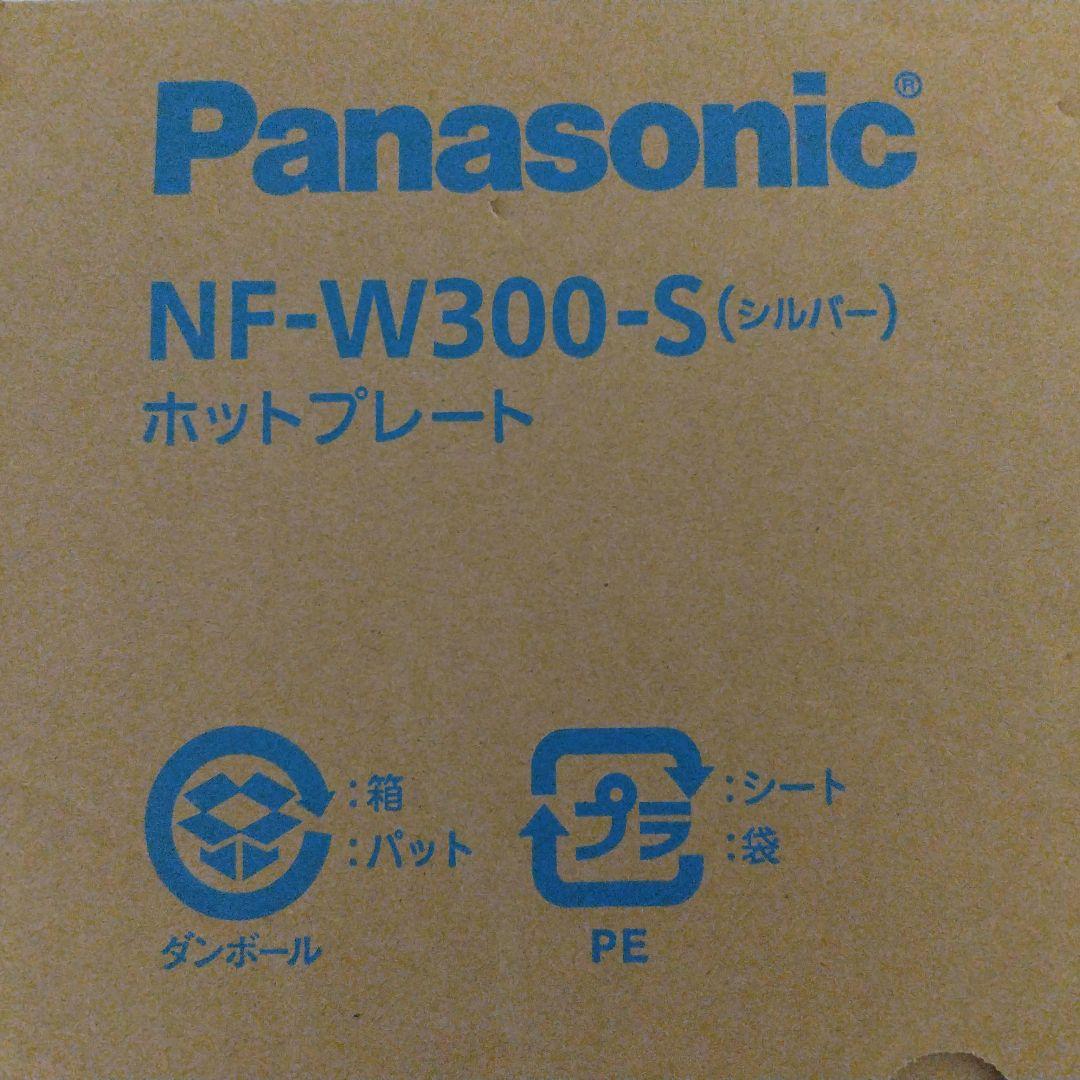 Panasonic®
NF-W300-S(シルバー)
ホットプレート
:箱
:パット
ダンボール
プラ
:シート
:袋
PE